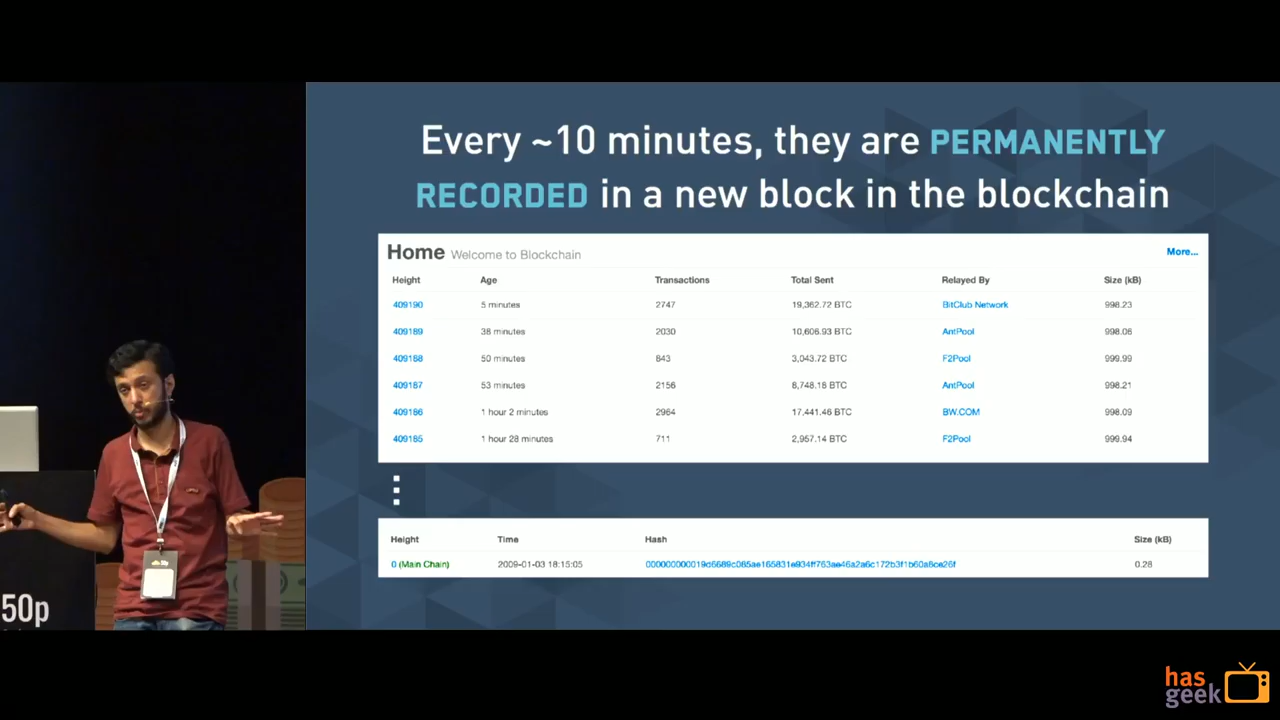 Every ~10 minutes, they are PERMANENTLY
RECORDED in a new block in the blockchain
Home Welcome to Blockchain More...
Height Age Transactions Total Sent Relayed By Size (kB)
409190 5 minutes 2747 19,362.72 BTC BitClub Network 998.23
409189 38 minutes 2030 10,606.93 BTC AntPool 998.06
409188 50 minutes 843 3,043.72 BTC F2Pool 999.99
409187 53 minutes 2156 8,748.18 BTC AntPool 998.21
409186 1 hour 2 minutes 2964 17,441.46 BTC BW.COM 998.09
409185 1 hour 28 minutes 711 2,957.14 BTC F2Pool 999.94
Height Time Hash Size (kB)
0 (Main Chain) 2009-01-03 18:15:05 000000000019d6689c085ae165831e934ff763ae46a2a6c172b3f1b60a8ce26f 0.28
50p
has
geek